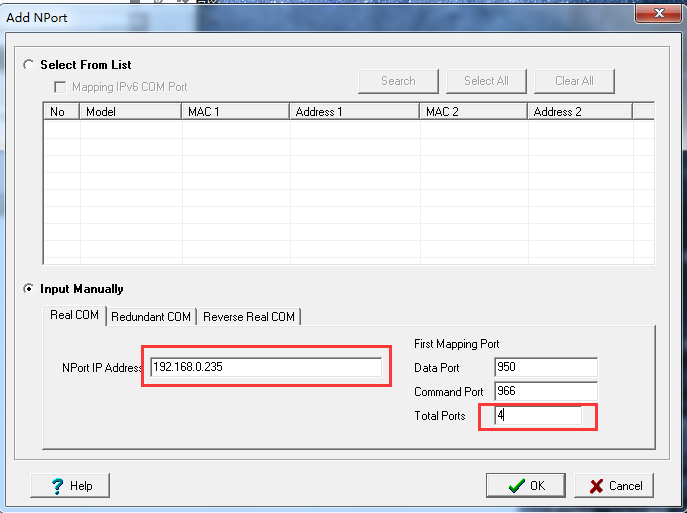 Add NPort
Select From List
Mapping IPv6 COM Port
Search
Select All
Clear All
No
Model
MAC 1
Address 1
MAC 2
Address 2
Input Manually
Real COM
Redundant COM
Reverse Real COM
First Mapping Port
NPort IP Address
192.168.0.235
Data Port
950
Command Port
966
Total Ports
4
? Help
OK
Cancel